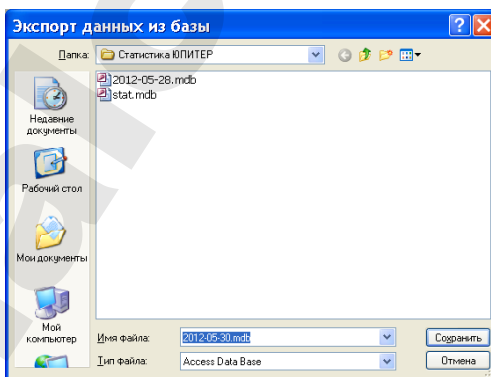 Экспорт данных из базы
Папка: Статистика ЮПИТЕР
2012-05-28.mdb
stat.mdb
Недавние документы
Рабочий стол
Мои документы
Мой компьютер
Имя файла: 2012-05-30.mdb
Сохранить
Тип файла: Access Data Base
Отмена